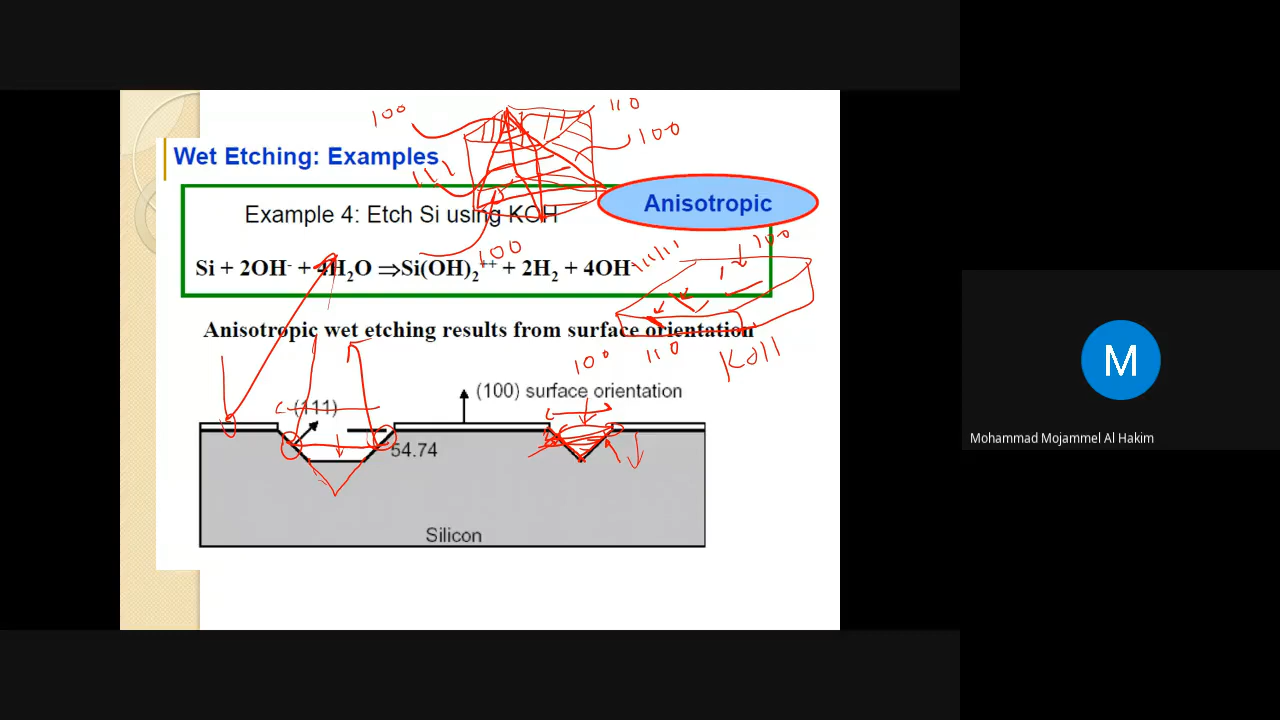 100
110
100
Wet Etching: Examples
111
Anisotropic
Example 4: Etch Si using KOH
100
100
Si + 2OH- + 4H2O ⇒Si(OH)2++ + 2H2 + 4OH-
Anisotropic wet etching results from surface orientation
100
110
KOH
(111)
(100) surface orientation
54.74
Silicon
M
Mohammad Mojammel Al Hakim